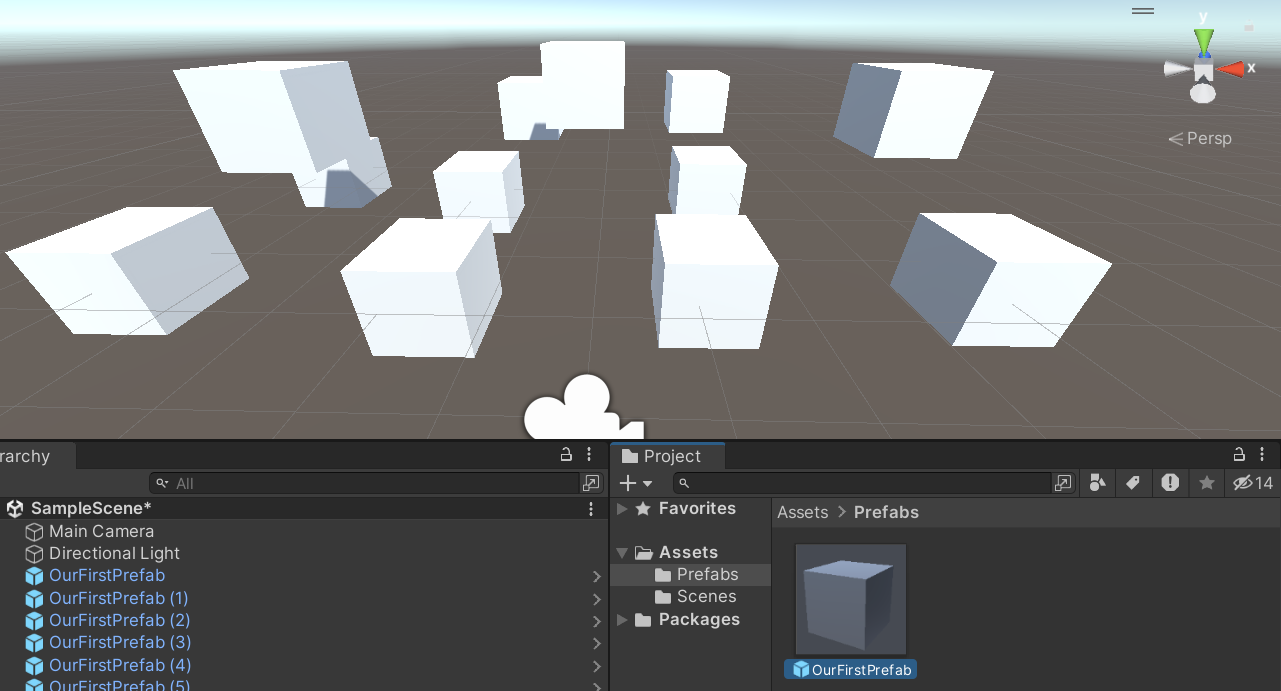 y
x
Persp
rarchy
All
SampleScene*
Main Camera
Directional Light
OurFirstPrefab
OurFirstPrefab (1)
OurFirstPrefab (2)
OurFirstPrefab (3)
OurFirstPrefab (4)
OurFirstPrefab (5)
Project
14
Favorites
Assets
Prefabs
Scenes
Packages
Assets > Prefabs
OurFirstPrefab